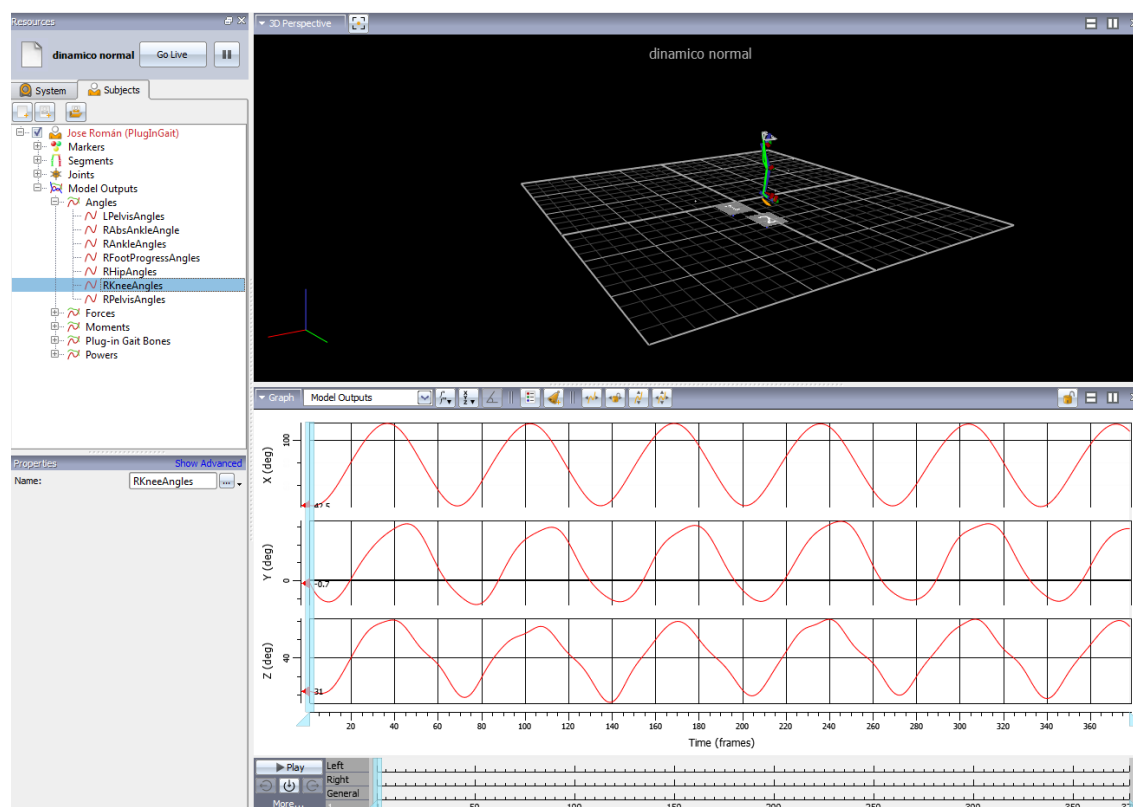 Resources
dinamico normal
Go Live
System
Subjects
Jose Román (PlugInGait)
Markers
Segments
Joints
Model Outputs
Angles
LPelvisAngles
RAbsAnkleAngle
RAnkleAngles
RFootProgressAngles
RHipAngles
RKneeAngles
RPelvisAngles
Forces
Moments
Plug-in Gait Bones
Powers
Properties
Show Advanced
Name:
RKneeAngles
...
3D Perspective
dinamico normal
2
Graph
Model Outputs
X (deg)
100
42.5
Y (deg)
0
-0.7
Z (deg)
40
31
20 40 60 80 100 120 140 160 180 200 220 240 260 280 300 320 340 360
Time (frames)
Play
More...
Left
Right
General
50 100 150 200 250 300 350